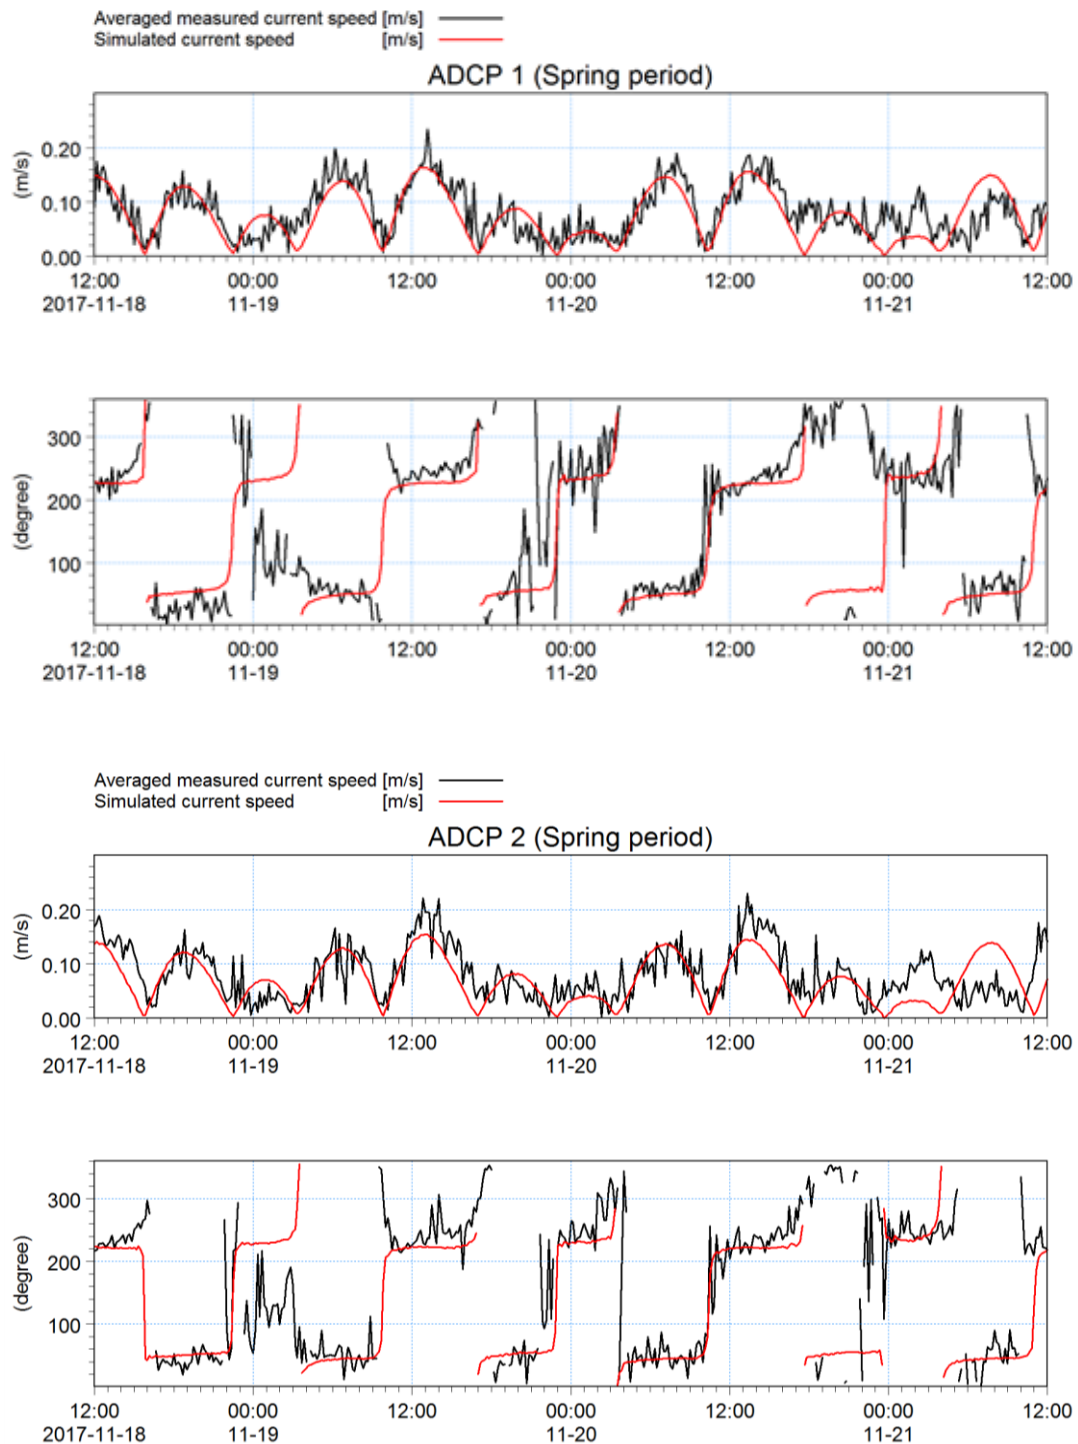 Averaged measured current speed [m/s]
Simulated current speed [m/s]
ADCP 1 (Spring period)
(m/s)
0.20
0.10
0.00
12:00 00:00 12:00 00:00 12:00 00:00 12:00
2017-11-18 11-19 11-20 11-21
(degree)
300
200
100
12:00 00:00 12:00 00:00 12:00 00:00 12:00
2017-11-18 11-19 11-20 11-21
Averaged measured current speed [m/s]
Simulated current speed [m/s]
ADCP 2 (Spring period)
(m/s)
0.20
0.10
0.00
12:00 00:00 12:00 00:00 12:00 00:00 12:00
2017-11-18 11-19 11-20 11-21
(degree)
300
200
100
12:00 00:00 12:00 00:00 12:00 00:00 12:00
2017-11-18 11-19 11-20 11-21